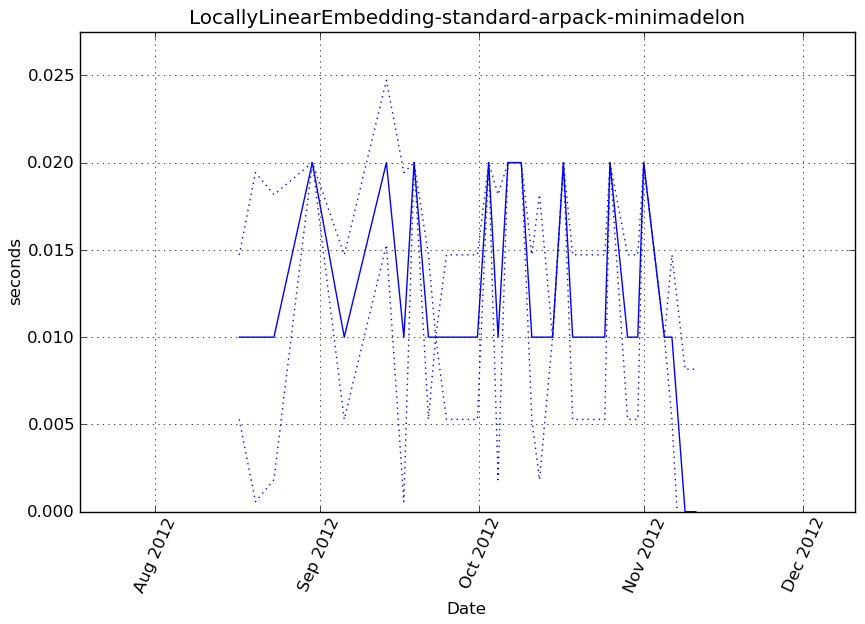 LocallyLinearEmbedding-standard-arpack-minimadelon
0.025
0.020
0.015
0.010
0.005
0.000
seconds
Aug 2012
Sep 2012
Oct 2012
Nov 2012
Dec 2012
Date